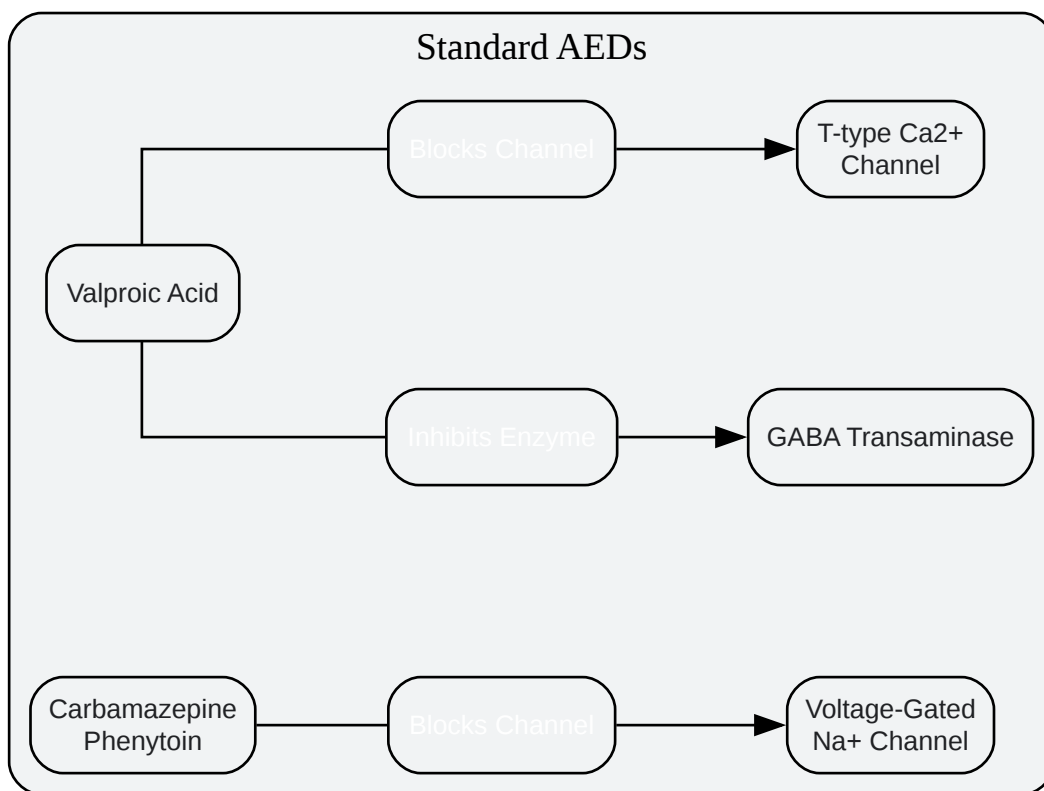 Standard AEDs
Blocks Channel
T-type Ca2+
Channel
Valproic Acid
Inhibits Enzyme
GABA Transaminase
Carbamazepine
Phenytoin
Blocks Channel
Voltage-Gated
Na+ Channel